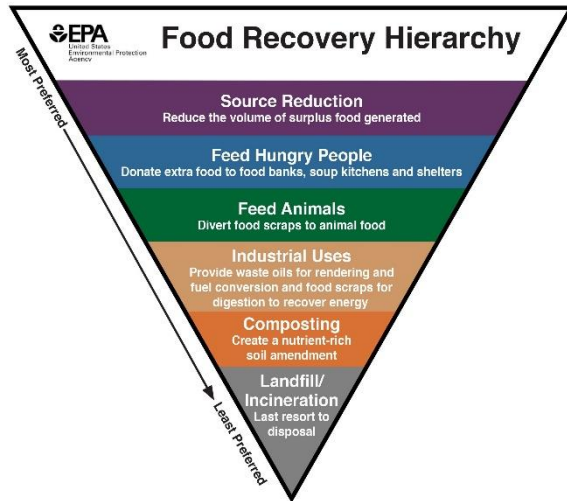 EPA
United States
Environmental Protection
Agency
Food Recovery Hierarchy
Most Preferred
Source Reduction
Reduce the volume of surplus food generated
Feed Hungry People
Donate extra food to food banks, soup kitchens and shelters
Feed Animals
Divert food scraps to animal food
Industrial Uses
Provide waste oils for rendering and
fuel conversion and food scraps for
digestion to recover energy
Composting
Create a nutrient-rich
soil amendment
Landfill/
Incineration
Last resort to
disposal
Least Preferred